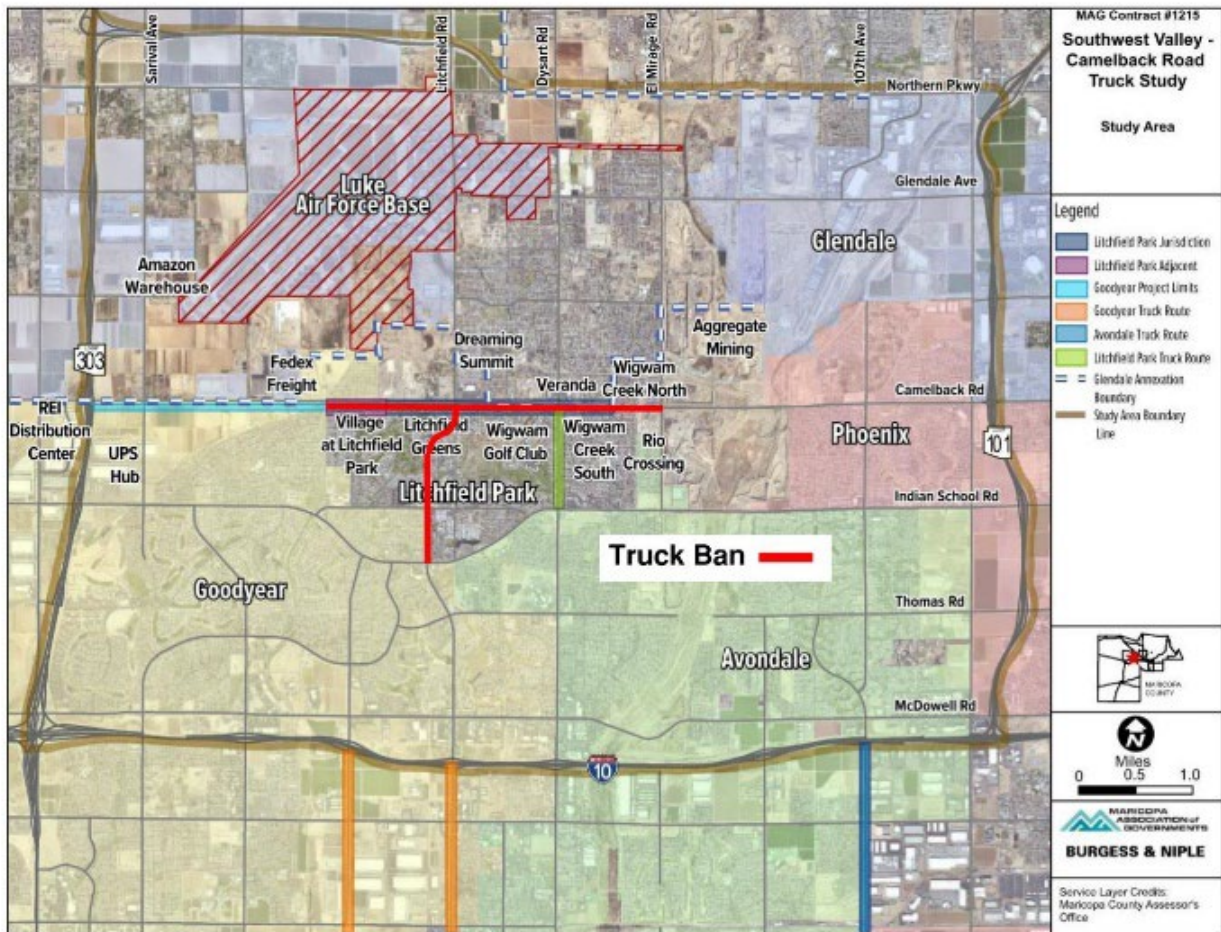 Sarival Ave
Litchfield Rd
Dysart Rd
El Mirage Rd
107th Ave
Northern Pkwy
Luke
Air Force Base
Glendale Ave
Glendale
Amazon
Warehouse
303
Fedex
Freight
Dreaming
Summit
Aggregate
Mining
Veranda
Wigwam
Creek North
Camelback Rd
REI
Distribution
Center
UPS
Hub
Village
at Litchfield
Park
Litchfield
Greens
Wigwam
Golf Club
Wigwam
Creek
South
Rio
Crossing
Phoenix
101
Litchfield Park
Indian School Rd
Truck Ban
Goodyear
Thomas Rd
Avondale
McDowell Rd
10
MAG Contract #1215
Southwest Valley -
Camelback Road
Truck Study
Study Area
Legend
Litchfield Park Jurisdiction
Litchfield Park Adjacent
Goodyear Project Limits
Goodyear Truck Route
Avondale Truck Route
Litchfield Park Truck Route
Glendale Annexation
Boundary
Study Area Boundary
Line
MARICOPA
COUNTY
N
Miles
0 0.5 1.0
MARICOPA
ASSOCIATION of
GOVERNMENTS
BURGESS & NIPLE
Service Layer Credits:
Maricopa County Assessor's
Office